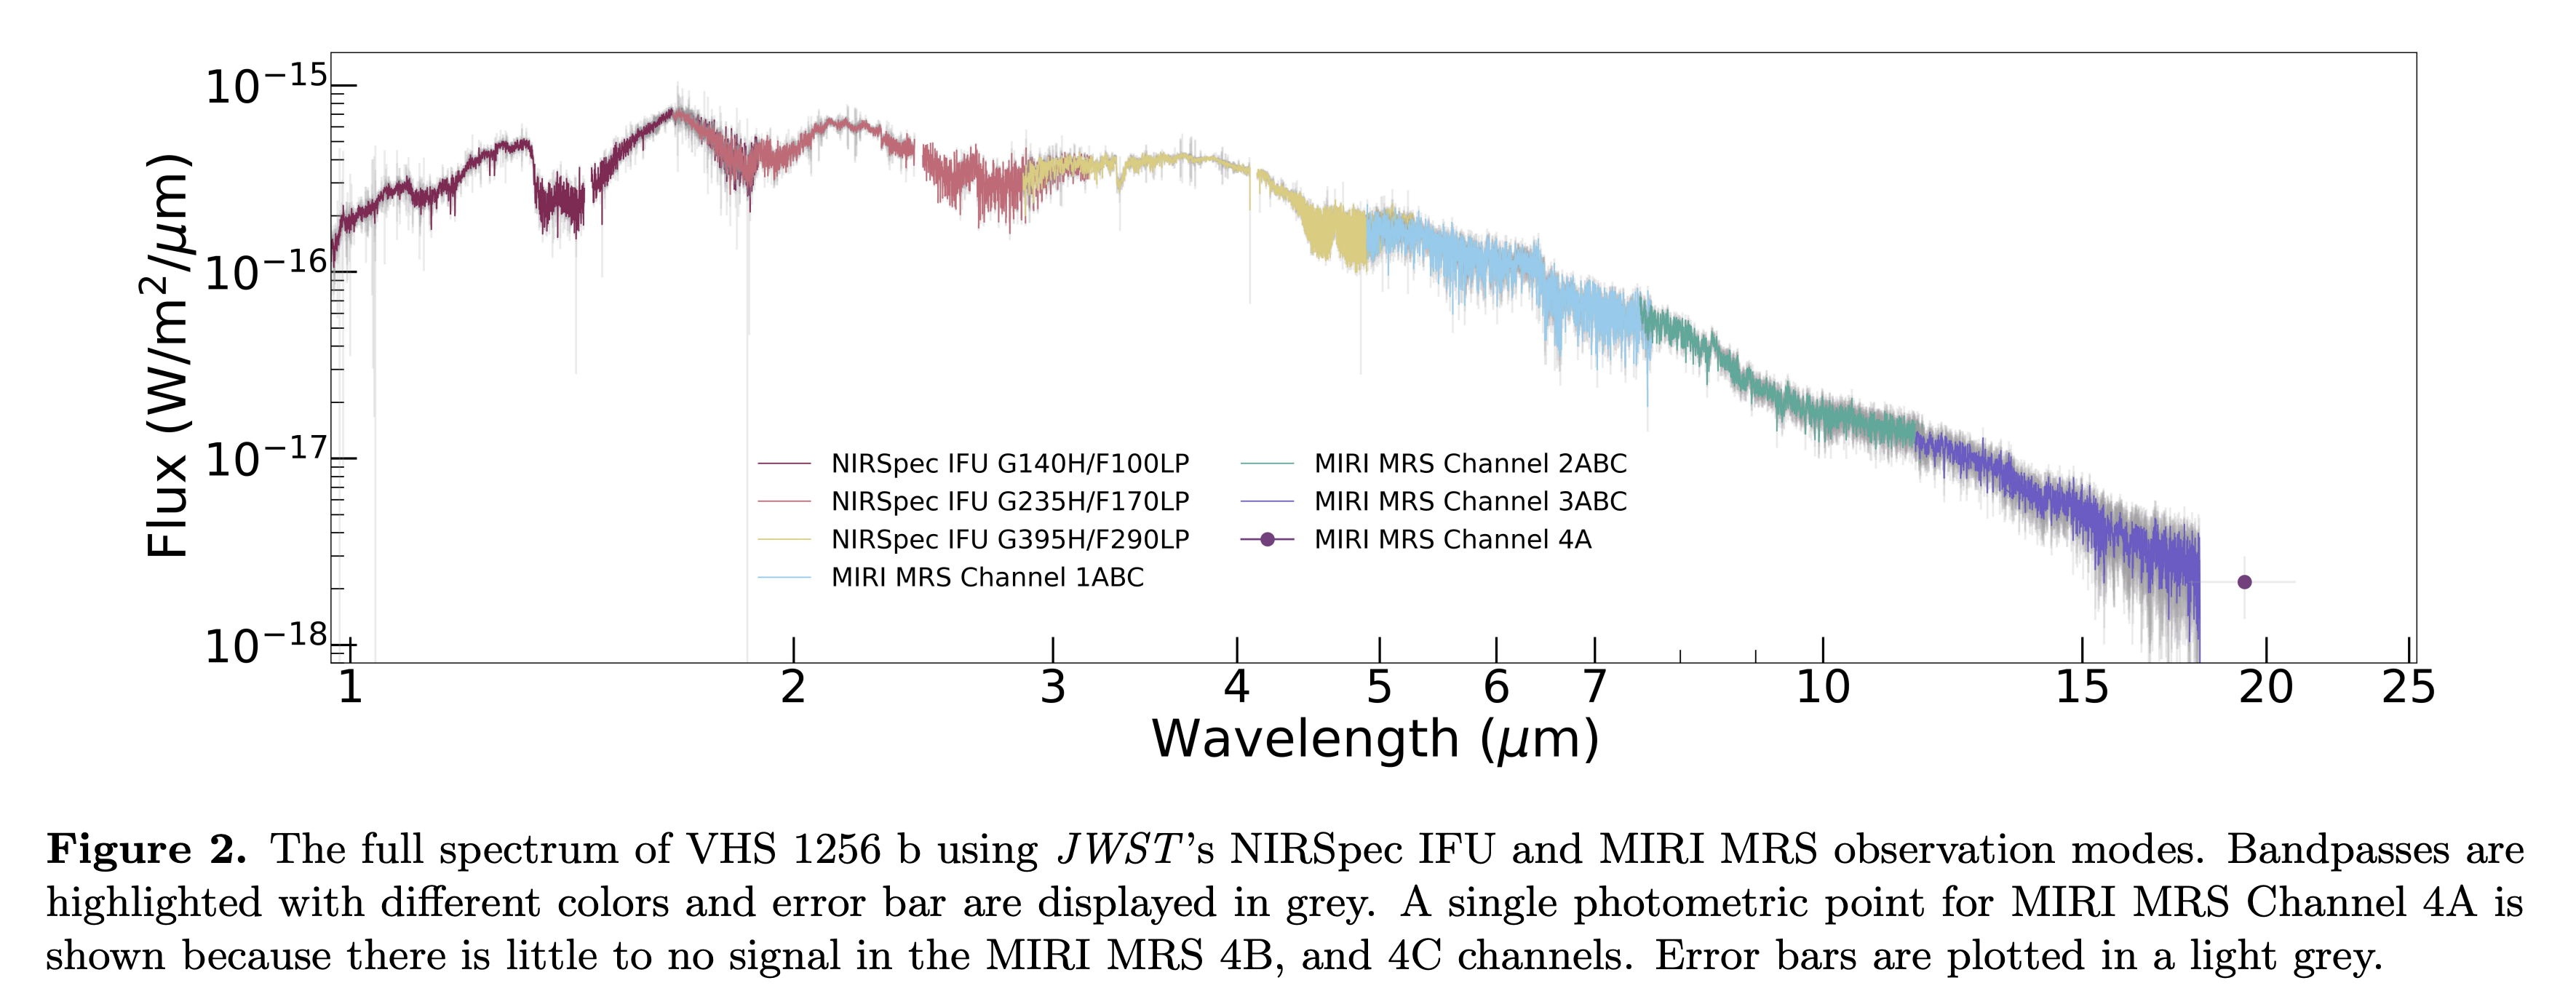 10⁻¹⁵
10⁻¹⁶
10⁻¹⁷
10⁻¹⁸
Flux (W/m²/μm)
NIRSpec IFU G140H/F100LP
NIRSpec IFU G235H/F170LP
NIRSpec IFU G395H/F290LP
MIRI MRS Channel 1ABC
MIRI MRS Channel 2ABC
MIRI MRS Channel 3ABC
MIRI MRS Channel 4A
1 2 3 4 5 6 7 10 15 20 25
Wavelength (μm)
Figure 2. The full spectrum of VHS 1256 b using JWST's NIRSpec IFU and MIRI MRS observation modes. Bandpasses are
highlighted with different colors and error bar are displayed in grey. A single photometric point for MIRI MRS Channel 4A is
shown because there is little to no signal in the MIRI MRS 4B, and 4C channels. Error bars are plotted in a light grey.